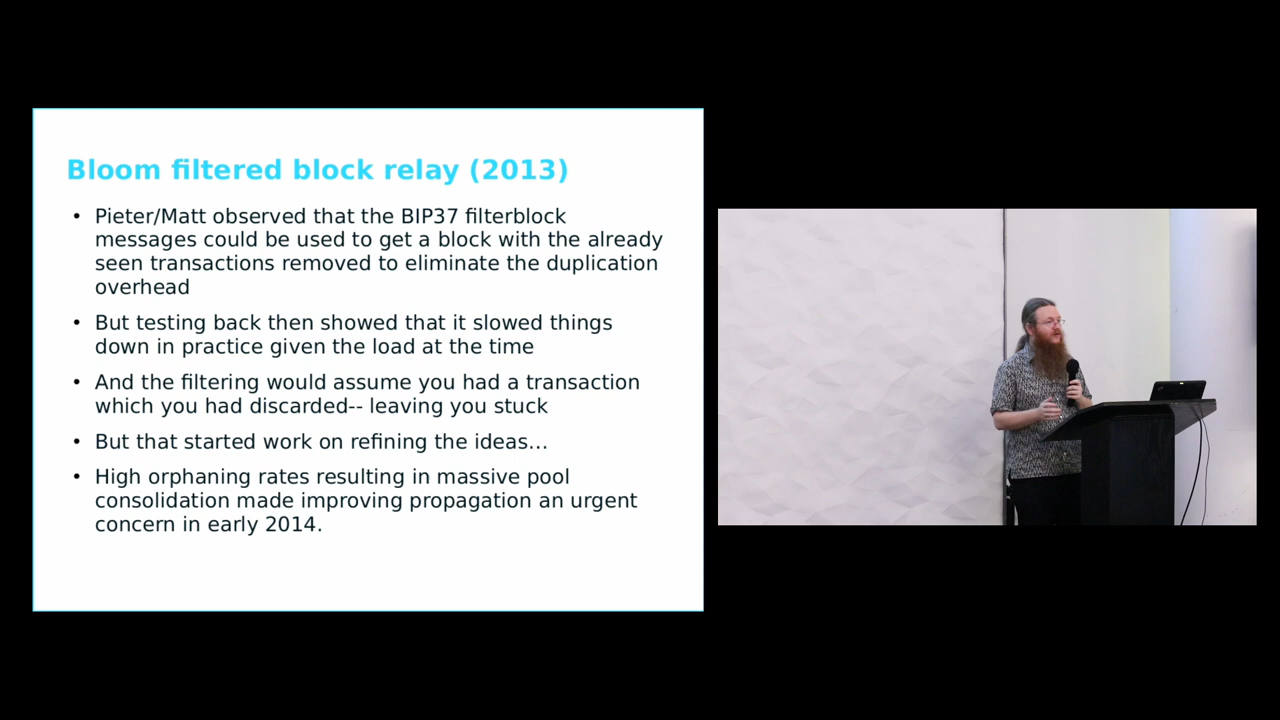 Bloom filtered block relay (2013)
• Pieter/Matt observed that the BIP37 filterblock
messages could be used to get a block with the already
seen transactions removed to eliminate the duplication
overhead
• But testing back then showed that it slowed things
down in practice given the load at the time
• And the filtering would assume you had a transaction
which you had discarded-- leaving you stuck
• But that started work on refining the ideas…
• High orphaning rates resulting in massive pool
consolidation made improving propagation an urgent
concern in early 2014.